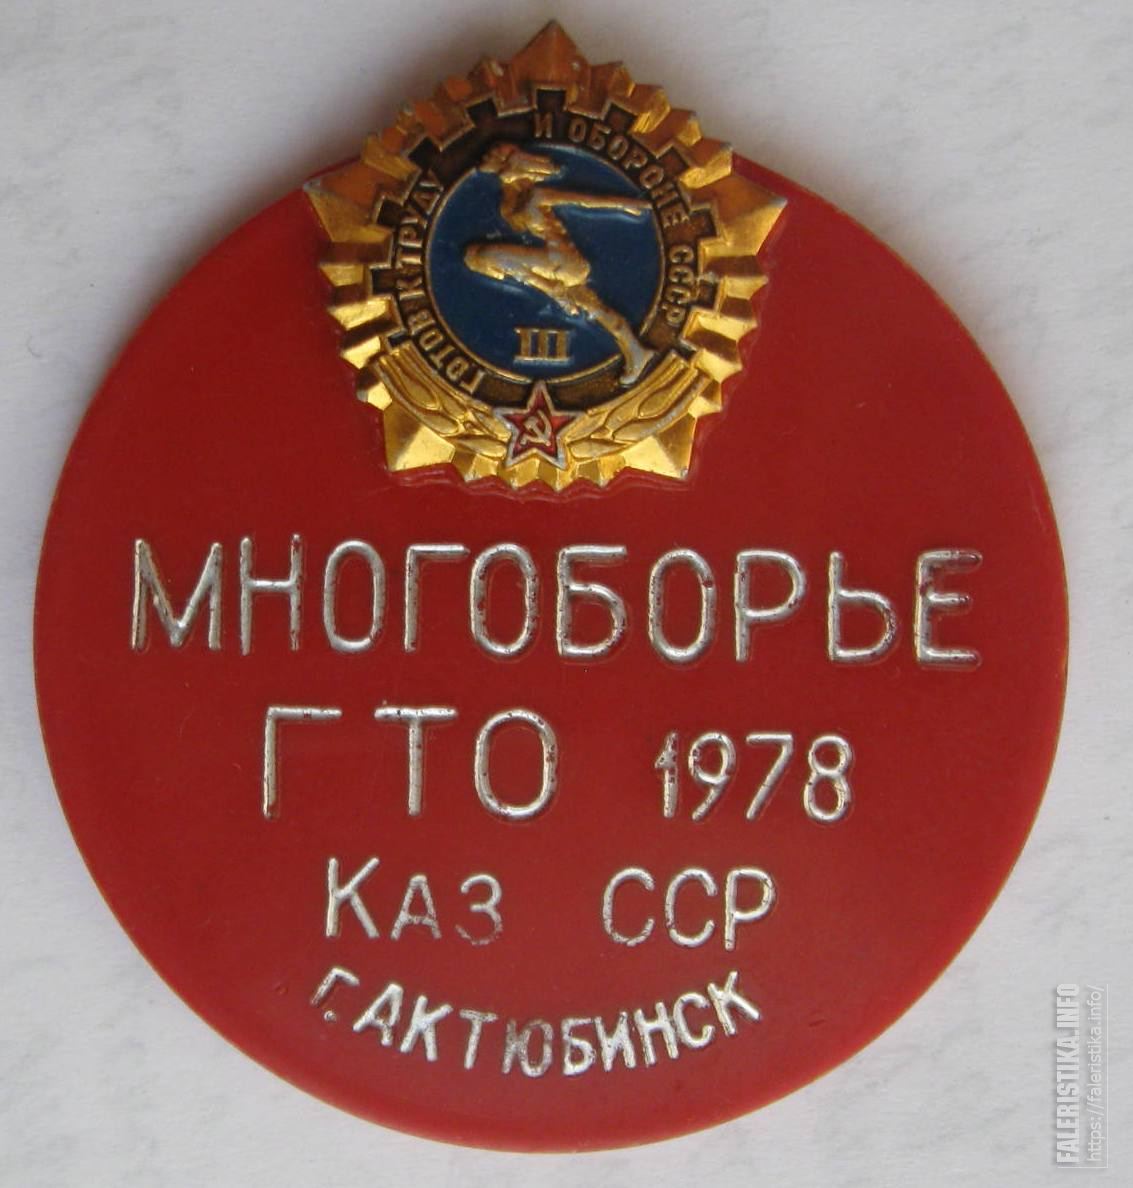 ГОТОВ К ТРУДУ И ОБОРОНЕ СССР
III
МНОГОБОРЬЕ
ГТО 1978
КАЗ ССР
Г. АКТЮБИНСК
FALERISTIKA.INFO
https://faleristika.info/